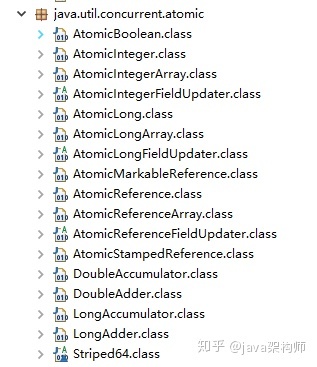 java.util.concurrent.atomic
AtomicBoolean.class
AtomicInteger.class
AtomicIntegerArray.class
AtomicIntegerFieldUpdater.class
AtomicLong.class
AtomicLongArray.class
AtomicLongFieldUpdater.class
AtomicMarkableReference.class
AtomicReference.class
AtomicReferenceArray.class
AtomicReferenceFieldUpdater.class
AtomicStampedReference.class
DoubleAccumulator.class
DoubleAdder.class
LongAccumulator.class
LongAdder.class
Striped64.class
知乎 @java架构师